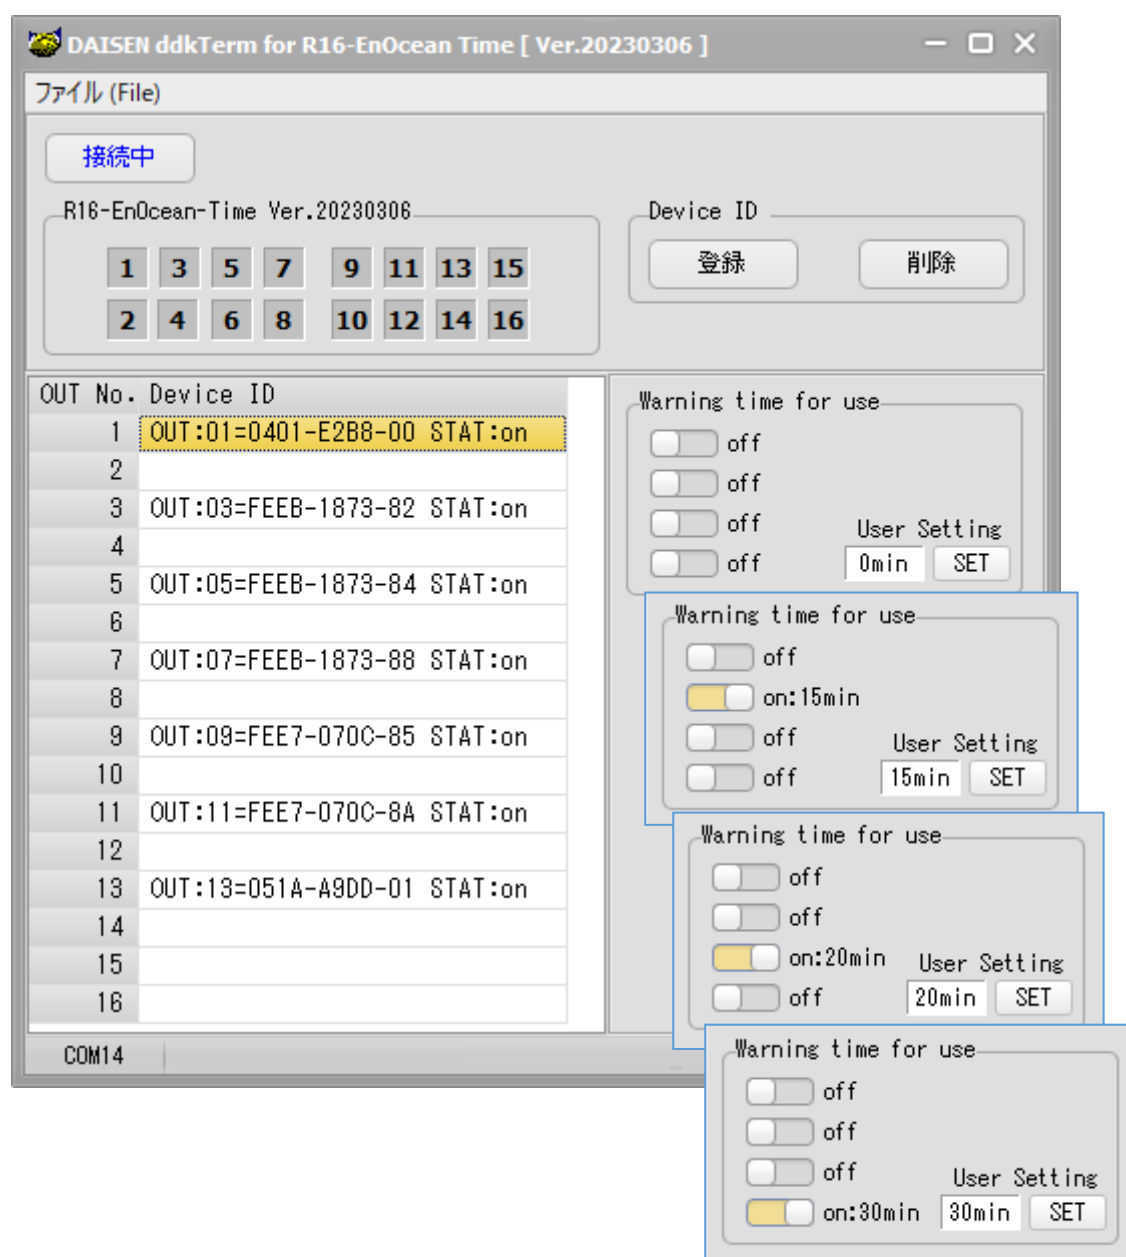 DAISEN ddkTerm for R16-EnOcean Time [ Ver.20230306 ]
ファイル (File)
接続中
R16-EnOcean-Time Ver.20230306
1 3 5 7 9 11 13 15
2 4 6 8 10 12 14 16
Device ID
登録 削除
OUT No. Device ID
1 OUT:01=0401-E2B8-00 STAT:on
2
3 OUT:03=FEEB-1873-82 STAT:on
4
5 OUT:05=FEEB-1873-84 STAT:on
6
7 OUT:07=FEEB-1873-88 STAT:on
8
9 OUT:09=FEE7-070C-85 STAT:on
10
11 OUT:11=FEE7-070C-8A STAT:on
12
13 OUT:13=051A-A9DD-01 STAT:on
14
15
16
COM14
Warning time for use
off
off
off
User Setting
off 0min SET
Warning time for use
off
on:15min
off
User Setting
off 15min SET
Warning time for use
off
off
on:20min
User Setting
off 20min SET
Warning time for use
off
off
off
User Setting
on:30min 30min SET